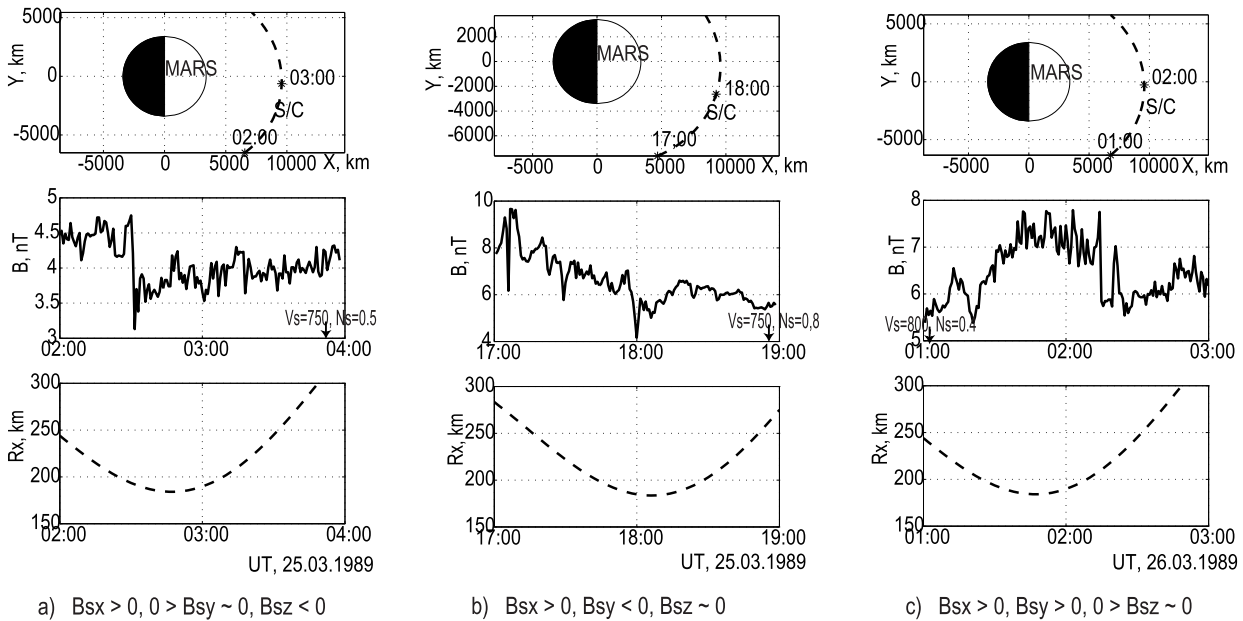 5000
0
-5000
Y, km
MARS
03:00
S/C
02:00
-5000 0 5000 10000 X, km
5
4.5
4
3.5
3
B, nT
Vs=750, Ns=0.5
02:00 03:00 04:00
300
250
200
150
Rx, km
02:00 03:00 04:00
UT, 25.03.1989
a) Bsx > 0, 0 > Bsy ~ 0, Bsz < 0
2000
0
-2000
-4000
-6000
Y, km
MARS
18:00
S/C
17:00
-5000 0 5000 10000 X, km
10
8
6
4
B, nT
Vs=750, Ns=0,8
17:00 18:00 19:00
300
250
200
150
Rx, km
17:00 18:00 19:00
UT, 25.03.1989
b) Bsx > 0, Bsy < 0, Bsz ~ 0
5000
0
-5000
Y, km
MARS
02:00
S/C
01:00
-5000 0 5000 10000 X, km
8
7
6
5
B, nT
Vs=800, Ns=0.4
01:00 02:00 03:00
300
250
200
150
Rx, km
01:00 02:00 03:00
UT, 26.03.1989
c) Bsx > 0, Bsy > 0, 0 > Bsz ~ 0